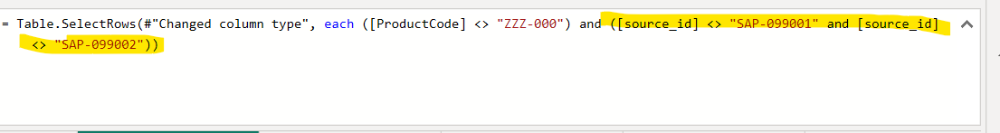 = Table.SelectRows(#"Changed column type", each ([ProductCode] <> "ZZZ-000") and ([source_id] <> "SAP-099001" and [source_id]
<> "SAP-099002"))